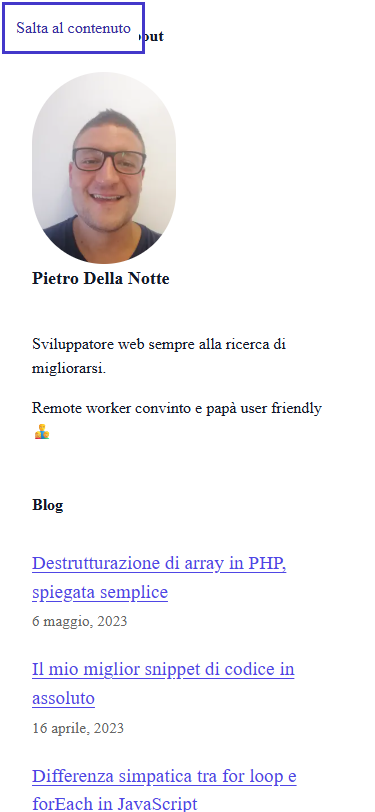 Salta al contenuto
Pietro Della Notte
Sviluppatore web sempre alla ricerca di
migliorarsi.
Remote worker convinto e papà user friendly
Blog
Destrutturazione di array in PHP,
spiegata semplice
6 maggio, 2023
Il mio miglior snippet di codice in
assoluto
16 aprile, 2023
Differenza simpatica tra for loop e
forEach in JavaScript